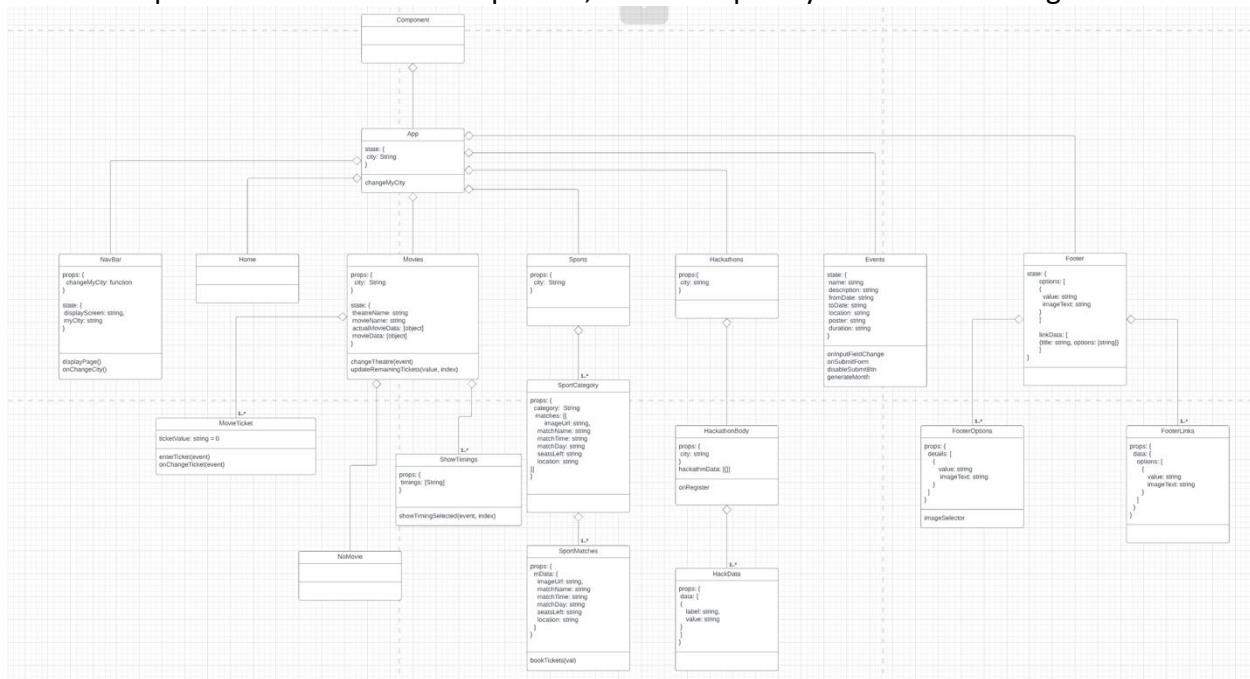 Component
App
state: {
city: String
}
changeMyCity
NavBar
props: {
changeMyCity: function
}
state: {
displayScreen: string,
myCity: string
}
displayPage()
onChangeCity()
Home
Movies
props: {
city: String
}
state: {
theatreName: string
movieName: string
actualMovieData: [object]
movieData: [object]
}
changeTheatre(event)
updateRemainingTickets(value, index)
Sports
props: {
city: String
}
Hackathons
props:{
city: string
}
Events
state: {
name: string
description: string
fromDate: string
toDate: string
location: string
poster: string
duration: string
}
onInputFieldChange
onSubmitForm
disableSubmitBtn
generateMonth
Footer
state: {
options: [
{
value: string
imageText: string
}
]
linkData: [
{title: string, options: [string]}
]
}
1..*
MovieTicket
ticketValue: string = 0
enterTicket(event)
onChangeTicket(event)
1..*
ShowTimings
props: {
timings: [String]
}
showTimingSelected(event, index)
NoMovie
1..*
SportCategory
props: {
category: String
matches: [{
imageUrl: string,
matchName: string
matchTime: string
matchDay: string
seatsLeft: string
location: string
}]
}
1..*
SportMatches
props: {
mData: {
imageUrl: string,
matchName: string
matchTime: string
matchDay: string
seatsLeft: string
location: string
}
}
bookTickets(val)
HackathonBody
props: {
city: string
}
hackathnData: [{}]
onRegister
1..*
HackData
props: {
data: [
{
label: string,
value: string
}
]
}
1..*
FooterOptions
props: {
details: [
{
value: string
imageText: string
}
]
}
imageSelector
1..*
FooterLinks
props: {
data: {
options: [
{
value: string
imageText: string
}
]
}
}